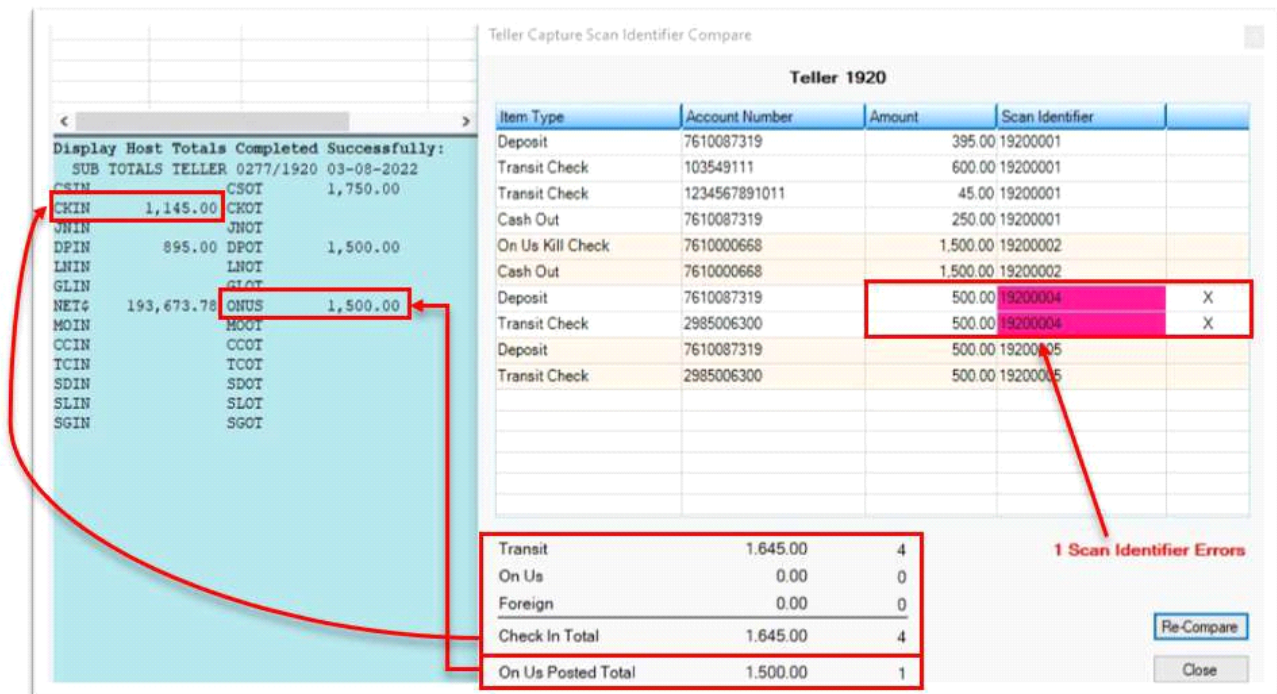 Teller Capture Scan Identifier Compare
Teller 1920
Item Type Account Number Amount Scan Identifier
Deposit 7610087319 395.00 19200001
Transit Check 103549111 600.00 19200001
Transit Check 1234567891011 45.00 19200001
Cash Out 7610087319 250.00 19200001
On Us Kill Check 7610000668 1,500.00 19200002
Cash Out 7610000668 1,500.00 19200002
Deposit 7610087319 500.00 19200004 X
Transit Check 2985006300 500.00 19200004 X
Deposit 7610087319 500.00 19200005
Transit Check 2985006300 500.00 19200005
1 Scan Identifier Errors
Transit 1.645.00 4
On Us 0.00 0
Foreign 0.00 0
Check In Total 1.645.00 4
On Us Posted Total 1.500.00 1
Re-Compare
Close
< >
Display Host Totals Completed Successfully:
SUB TOTALS TELLER 0277/1920 03-08-2022
CSIN CSOT 1,750.00
CKIN 1,145.00 CKOT
JNIN JNOT
DPIN 895.00 DPOT 1,500.00
LNIN LNOT
GLIN GLOT
NET$ 193,673.78 ONUS 1,500.00
MOIN MOOT
CCIN CCOT
TCIN TCOT
SDIN SDOT
SLIN SLOT
SGIN SGOT